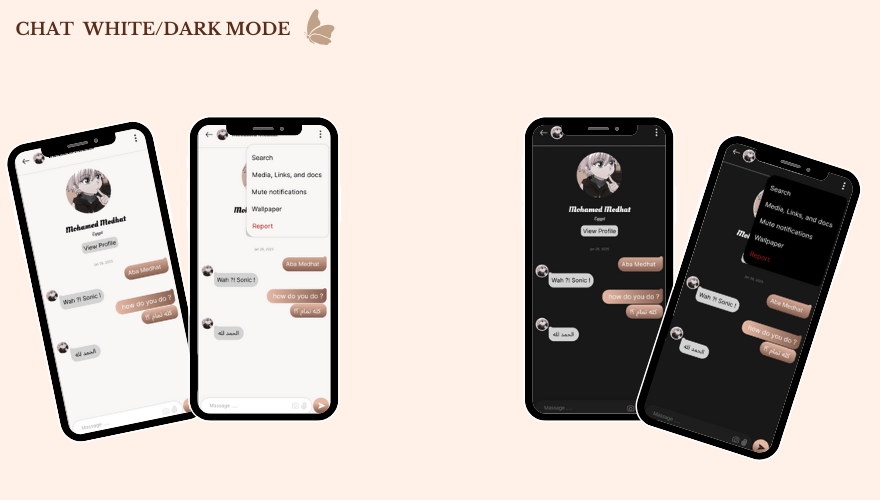 CHAT WHITE/DARK MODE
Mohamed Medhat
Egypt
View Profile
Aba Medhat
Wah ?! Sonic !
how do you do ?
كله تمام ؟!
الحمد لله
Message ....
Search
Media, Links, and docs
Mute notifications
Wallpaper
Report
Aba Medhat
Wah ?! Sonic !
how do you do ?
كله تمام ؟!
الحمد لله
Message ....
Mohamed Medhat
Egypt
View Profile
Aba Medhat
Wah ?! Sonic !
how do you do ?
كله تمام ؟!
الحمد لله
Message ....
Search
Media, Links, and docs
Mute notifications
Wallpaper
Report
Aba Medhat
Wah ?! Sonic !
how do you do ?
كله تمام ؟!
الحمد لله
Message ....